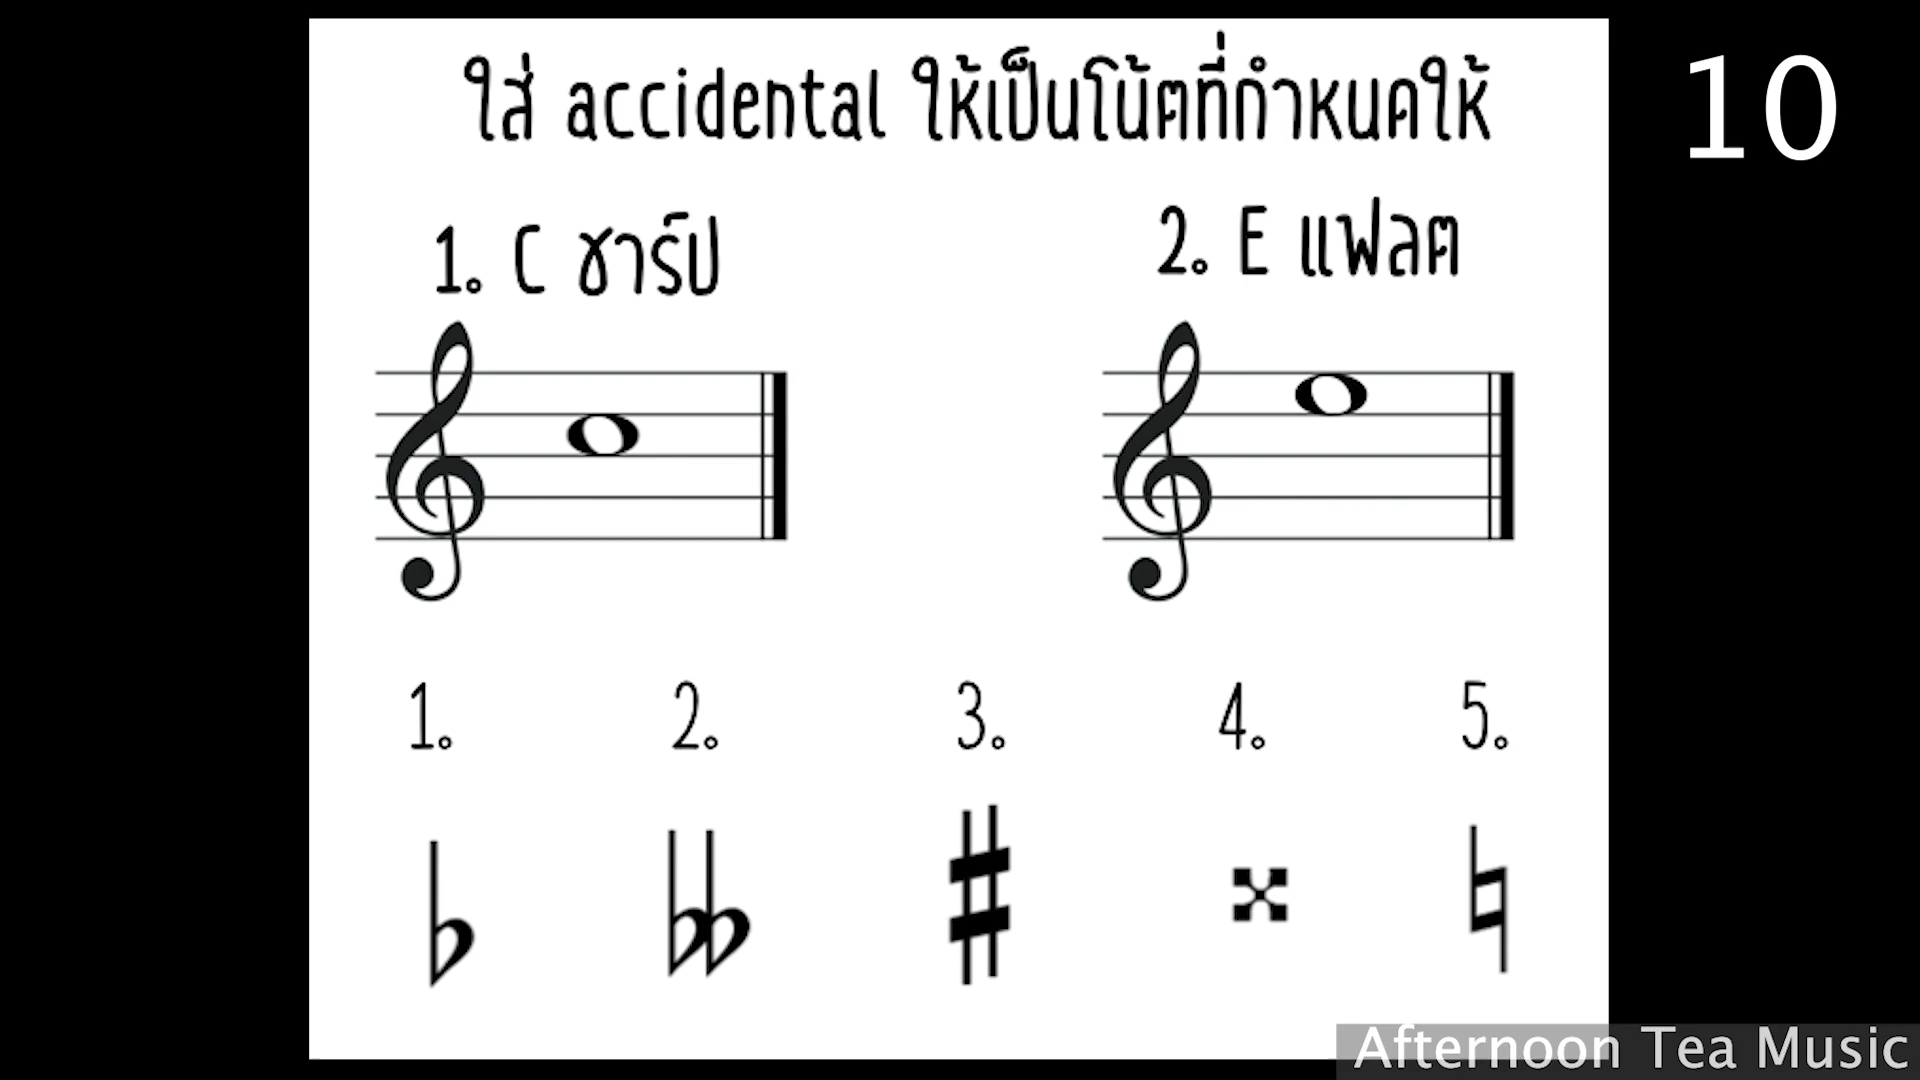 ใส่ accidental ให้เป็นโน้ตที่กำหนดให้
10
1. C ชาร์ป
2. E แฟลต
1. 2. 3. 4. 5.
Afternoon Tea Music